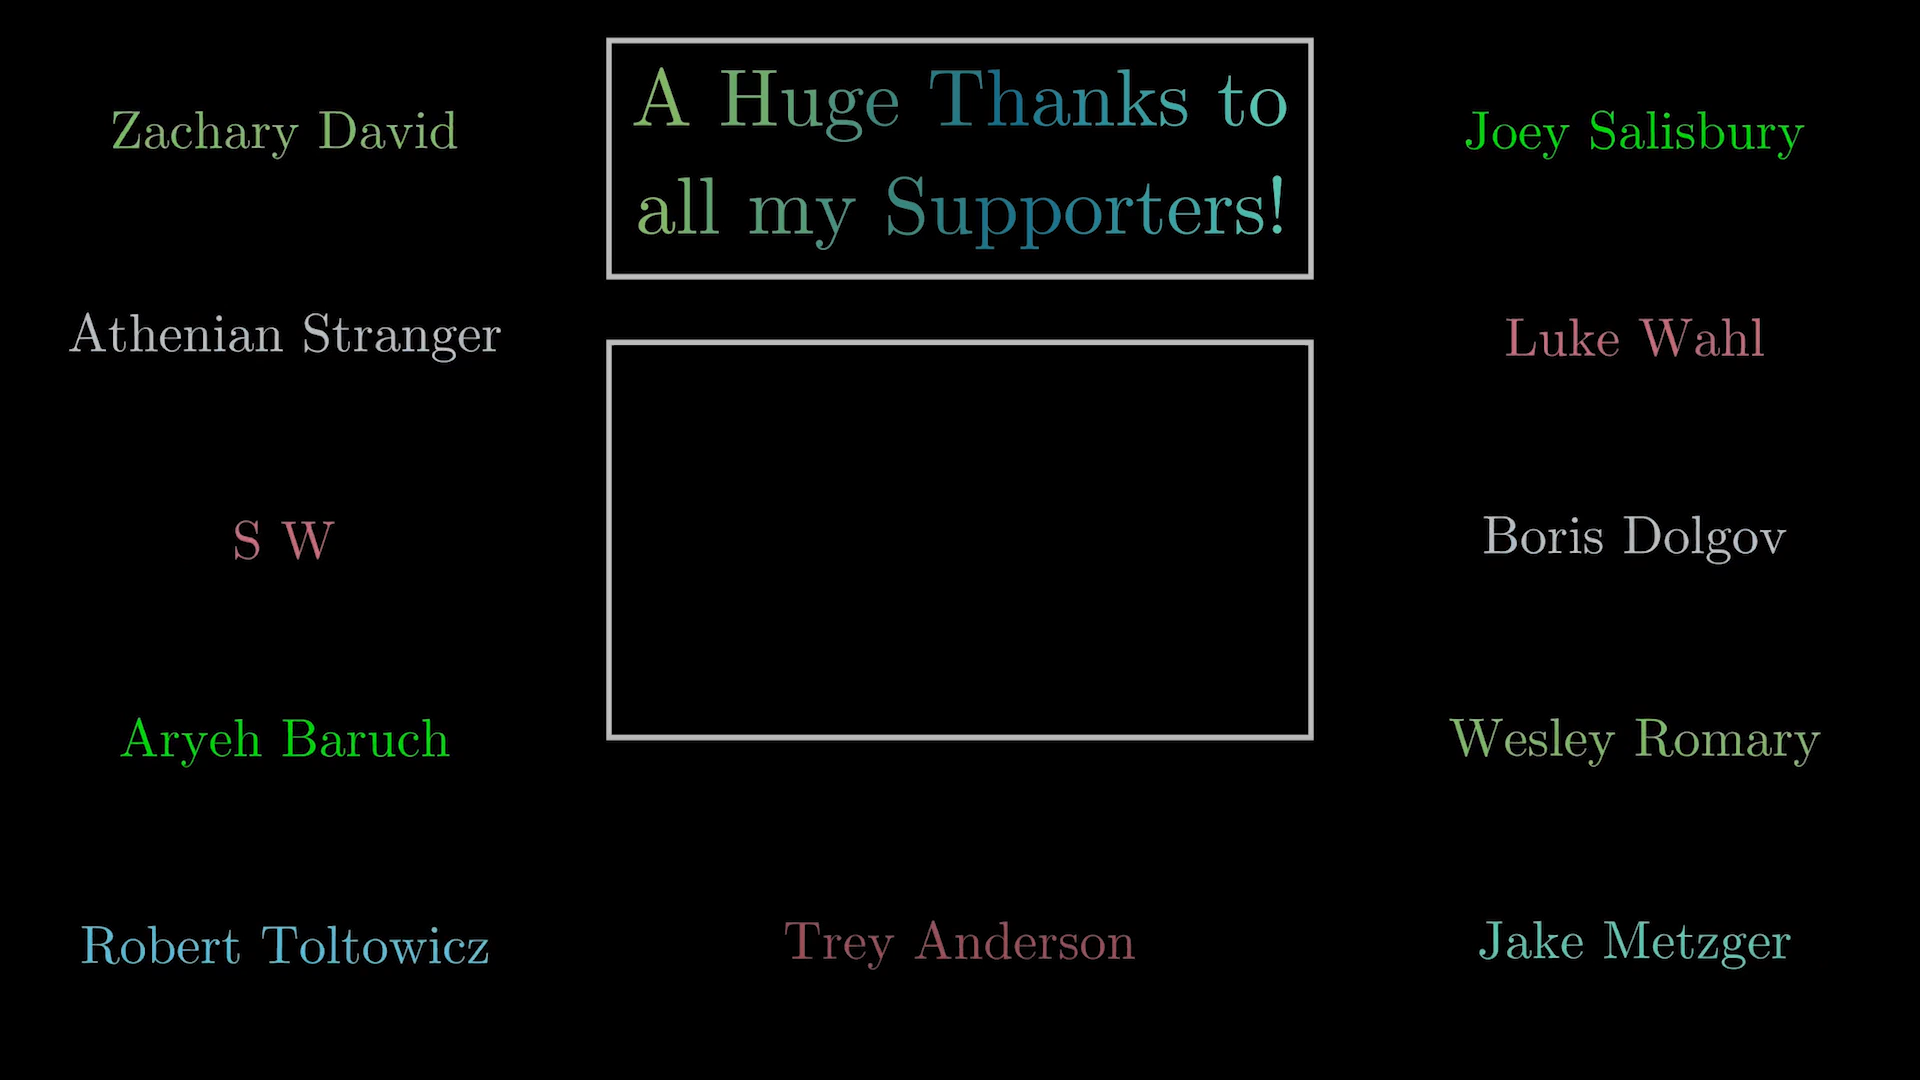 A Huge Thanks to
all my Supporters!
Zachary David
Joey Salisbury
Athenian Stranger
Luke Wahl
S W
Boris Dolgov
Aryeh Baruch
Wesley Romary
Robert Toltowicz
Trey Anderson
Jake Metzger